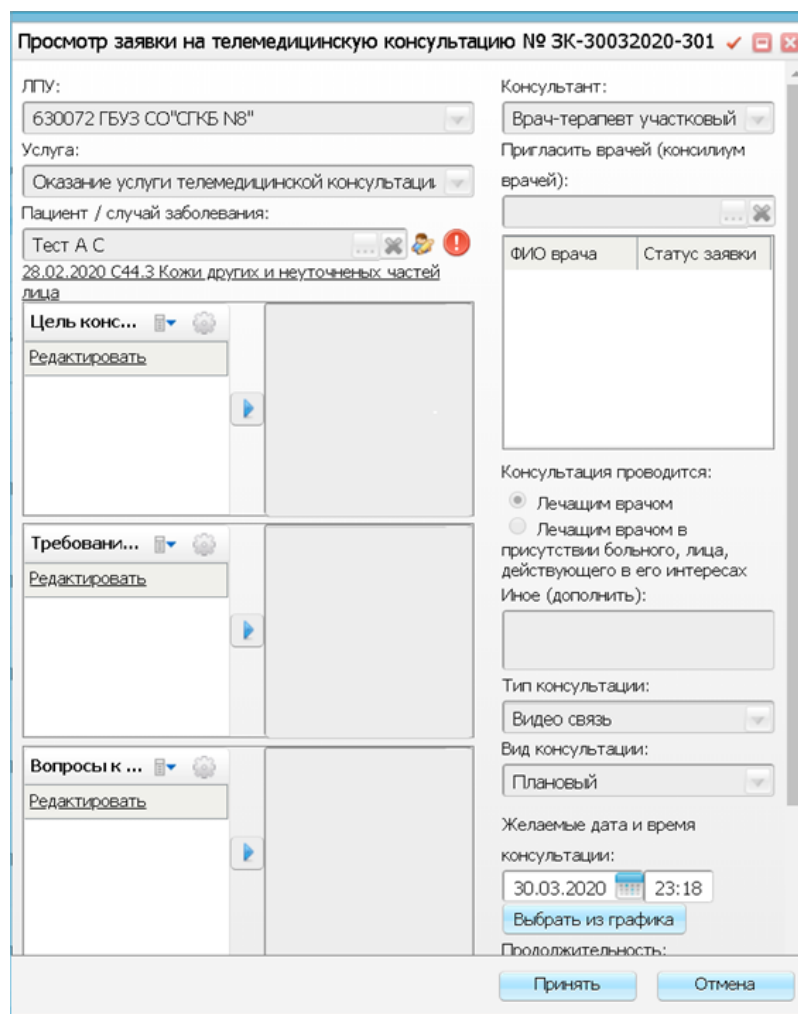 Просмотр заявки на телемедицинскую консультацию № ЗК-30032020-301
ЛПУ:
630072 ГБУЗ СО"СГКБ N8"
Услуга:
Оказание услуги телемедицинской консультаци
Пациент / случай заболевания:
Тест А С
...
28.02.2020 C44.3 Кожи других и неуточненых частей
лица
Цель конс...
Редактировать
Требовани...
Редактировать
Вопросы к ...
Редактировать
Консультант:
Врач-терапевт участковый
Пригласить врачей (консилиум
врачей):
...
ФИО врача Статус заявки
Консультация проводится:
Лечащим врачом
Лечащим врачом в
присутствии больного, лица,
действующего в его интересах
Иное (дополнить):
Тип консультации:
Видео связь
Вид консультации:
Плановый
Желаемые дата и время
консультации:
30.03.2020 23:18
Выбрать из графика
Продолжительность:
Принять Отмена